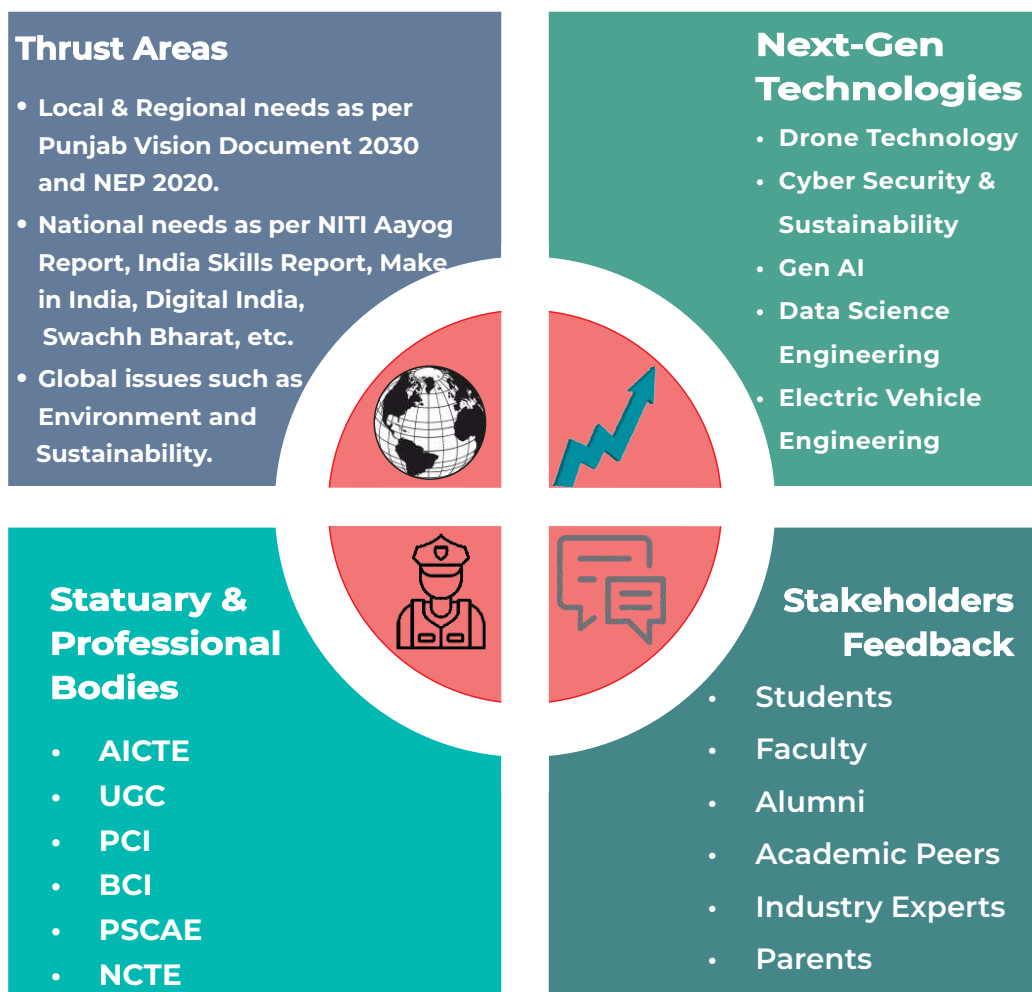 Thrust Areas
• Local & Regional needs as per
Punjab Vision Document 2030
and NEP 2020.
• National needs as per NITI Aayog
Report, India Skills Report, Make
in India, Digital India,
Swachh Bharat, etc.
• Global issues such as
Environment and
Sustainability.
Next-Gen
Technologies
• Drone Technology
• Cyber Security &
Sustainability
• Gen AI
• Data Science
Engineering
• Electric Vehicle
Engineering
Statuary &
Professional
Bodies
• AICTE
• UGC
• PCI
• BCI
• PSCAE
• NCTE
Stakeholders
Feedback
• Students
• Faculty
• Alumni
• Academic Peers
• Industry Experts
• Parents